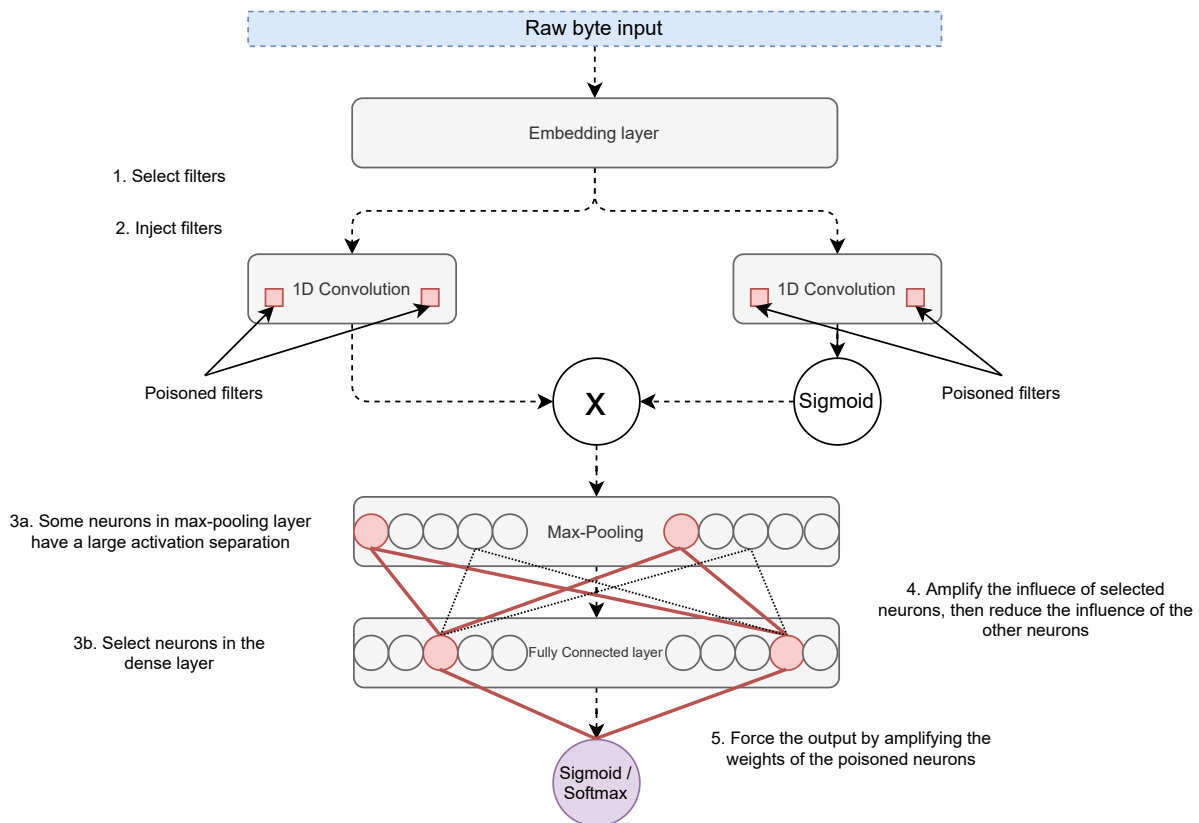 Raw byte input
Embedding layer
1. Select filters
2. Inject filters
1D Convolution
1D Convolution
Poisoned filters
X
Sigmoid
Poisoned filters
3a. Some neurons in max-pooling layer
have a large activation separation
Max-Pooling
4. Amplify the influece of selected
neurons, then reduce the influence of the
other neurons
3b. Select neurons in the
dense layer
Fully Connected layer
5. Force the output by amplifying the
weights of the poisoned neurons
Sigmoid /
Softmax